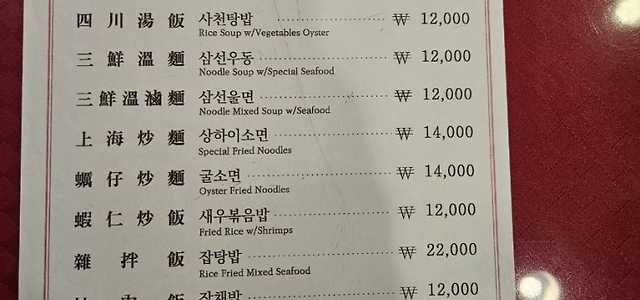 四川湯飯 사천탕밥 ₩ 12,000
Rice Soup w/Vegetables Oyster
三鮮溫麵 삼선우동 ₩ 12,000
Noodle Soup w/Special Seafood
三鮮溫滷麵 삼선울면 ₩ 12,000
Noodle Mixed Soup w/Seafood
上海炒麵 상하이소면 ₩ 14,000
Special Fried Noodles
蠣仔炒麵 굴소면 ₩ 14,000
Oyster Fried Noodles
蝦仁炒飯 새우볶음밥 ₩ 12,000
Fried Rice w/Shrimps
雜拌飯 잡탕밥 ₩ 22,000
Rice Fried Mixed Seafood
飯 잡채밥 ₩ 12,000